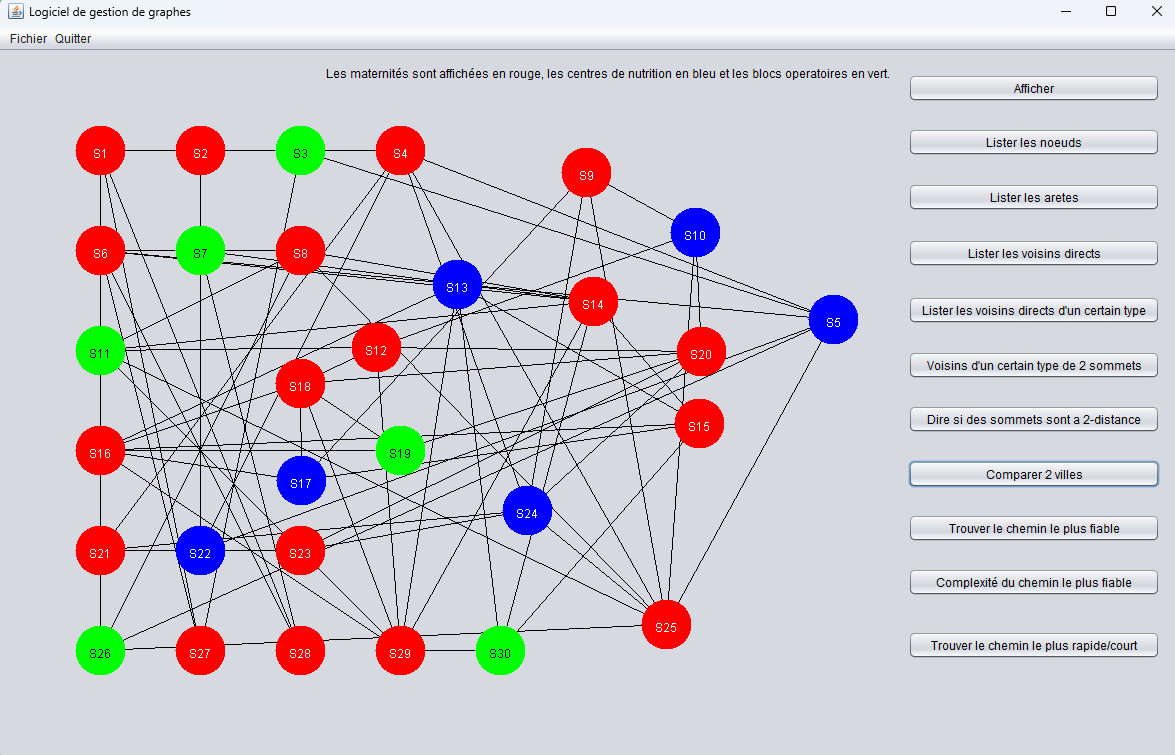 Logiciel de gestion de graphes
Fichier Quitter
Les maternités sont affichées en rouge, les centres de nutrition en bleu et les blocs operatoires en vert.
Afficher
Lister les noeuds
Lister les aretes
Lister les voisins directs
Lister les voisins directs d'un certain type
Voisins d'un certain type de 2 sommets
Dire si des sommets sont a 2-distance
Comparer 2 villes
Trouver le chemin le plus fiable
Complexité du chemin le plus fiable
Trouver le chemin le plus rapide/court
S1 S2 S3 S4
S9
S10
S6 S7 S8
S13
S14
S5
S11 S12 S20
S18
S15
S16 S19
S17
S24
S21 S22 S23
S25
S26 S27 S28 S29 S30